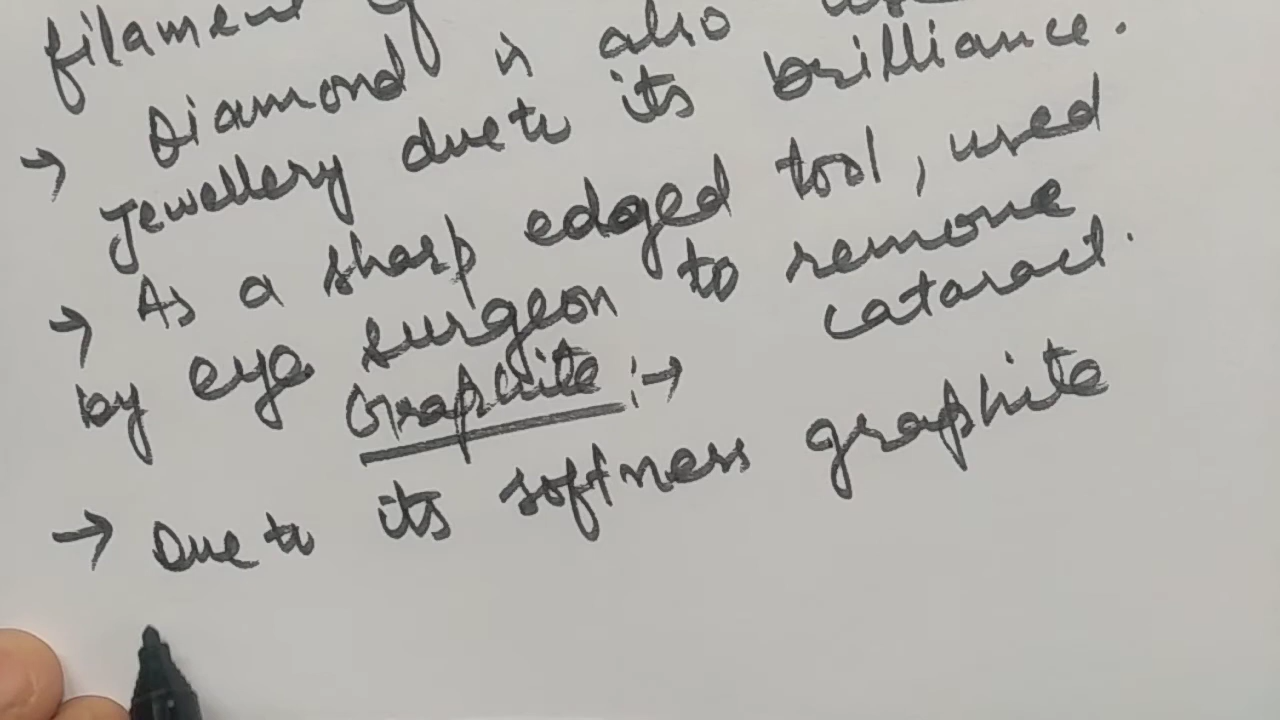 filament
→ Diamond is also
jewellery due to its brilliance.
→ As a sharp edged tool, used
by eye surgeon to remove
cataract.
Graphite :→
→ Due to its softness graphite